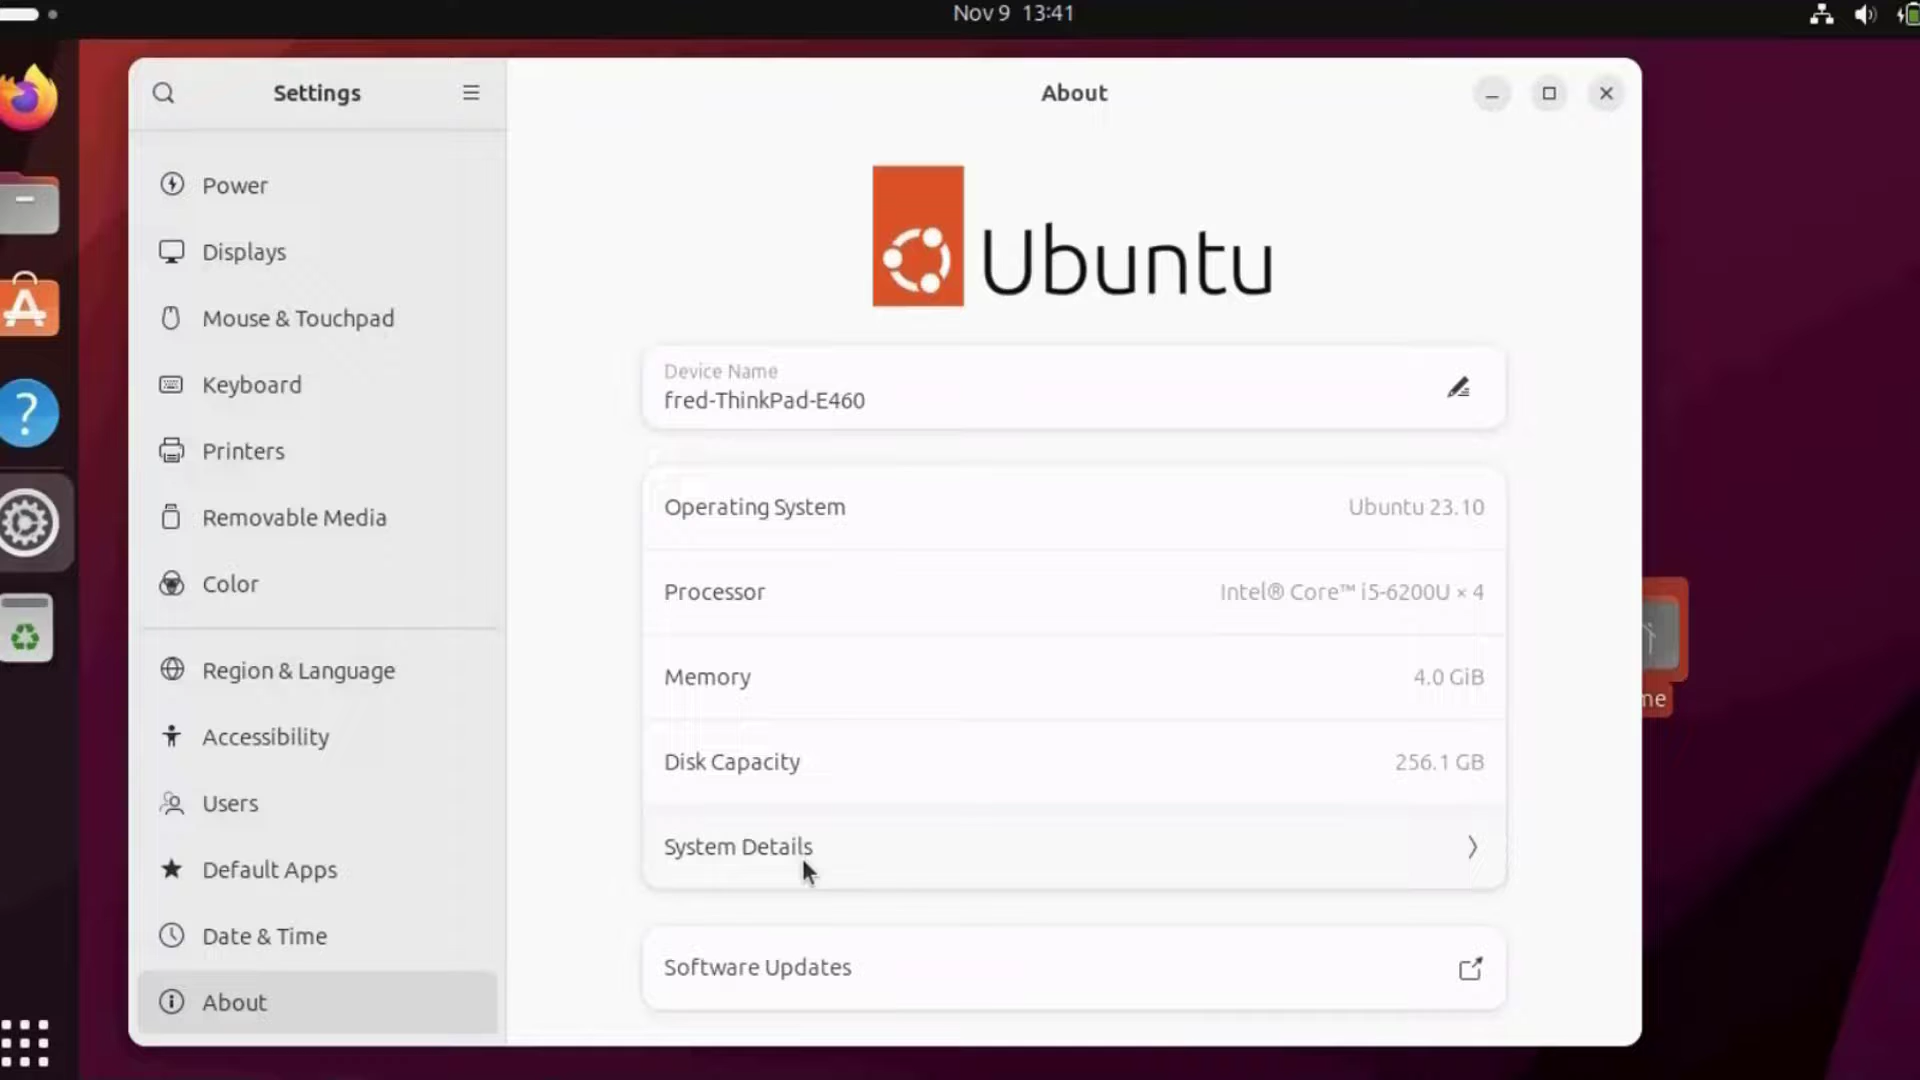 Nov 9 13:41
Settings
About
Power
Displays
Mouse & Touchpad
Keyboard
Printers
Removable Media
Color
Region & Language
Accessibility
Users
Default Apps
Date & Time
About
Ubuntu
Device Name
fred-ThinkPad-E460
Operating System
Ubuntu 23.10
Processor
Intel® Core™ i5-6200U × 4
Memory
4.0 GiB
Disk Capacity
256.1 GB
System Details
Software Updates
me